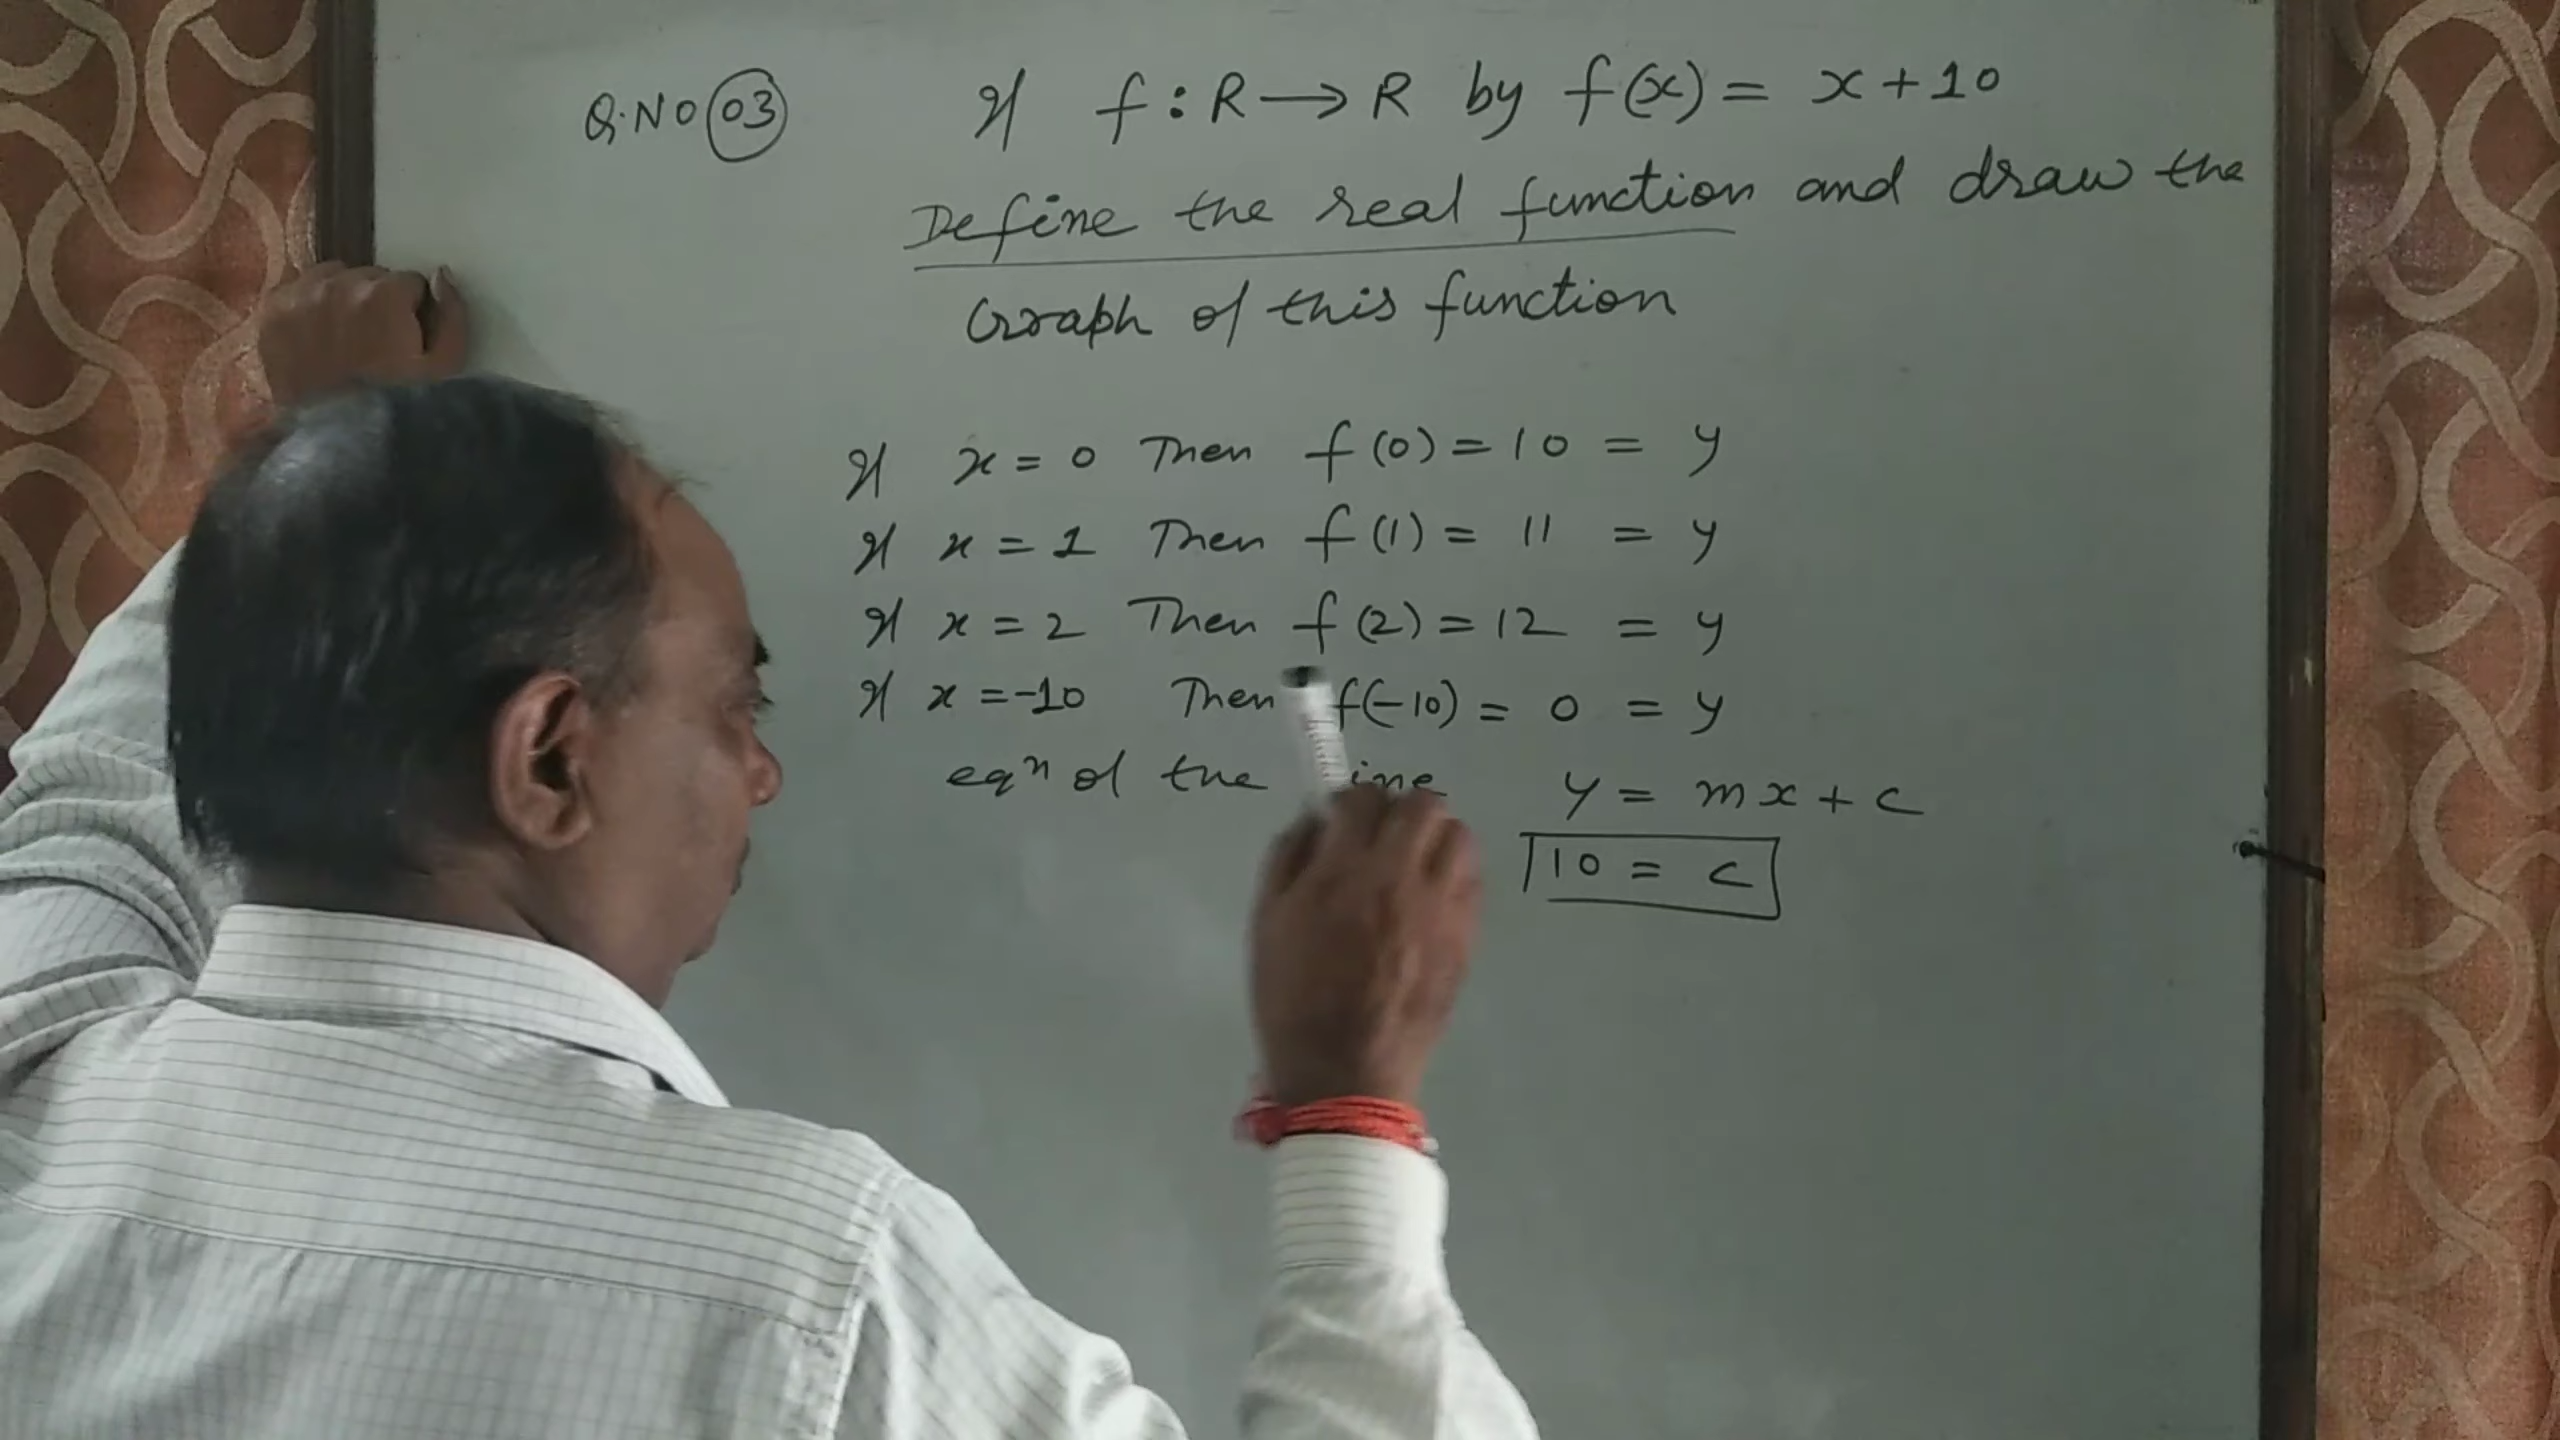 Q.NO 03 If f : R → R by f(x) = x + 10
Define the real function and draw the
Graph of this function
If x = 0 Then f(0) = 10 = y
If x = 1 Then f(1) = 11 = y
If x = 2 Then f(2) = 12 = y
If x = -10 Then f(-10) = 0 = y
eqn of the y = mx + c
10 = c